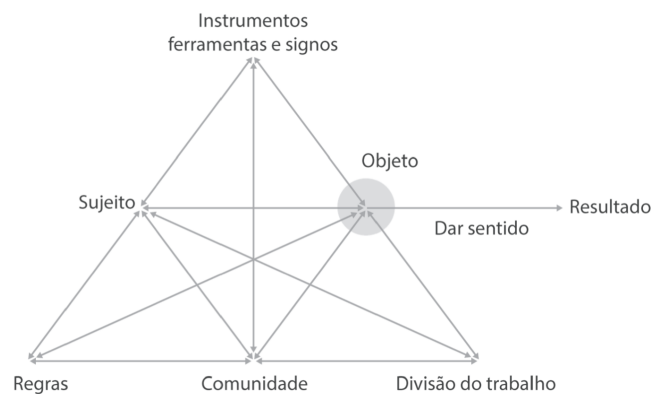 Instrumentos
ferramentas e signos
Objeto
Sujeito
Resultado
Dar sentido
Regras
Comunidade
Divisão do trabalho